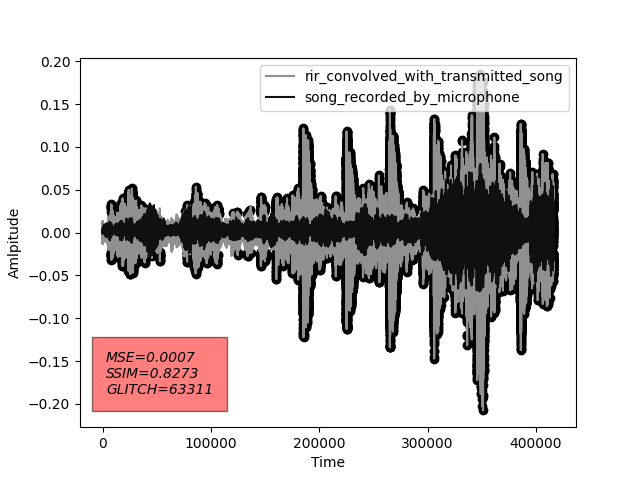 0.20
0.15
0.10
0.05
0.00
−0.05
−0.10
−0.15
−0.20
Amlpitude
rir_convolved_with_transmitted_song
song_recorded_by_microphone
MSE=0.0007
SSIM=0.8273
GLITCH=63311
0 100000 200000 300000 400000
Time